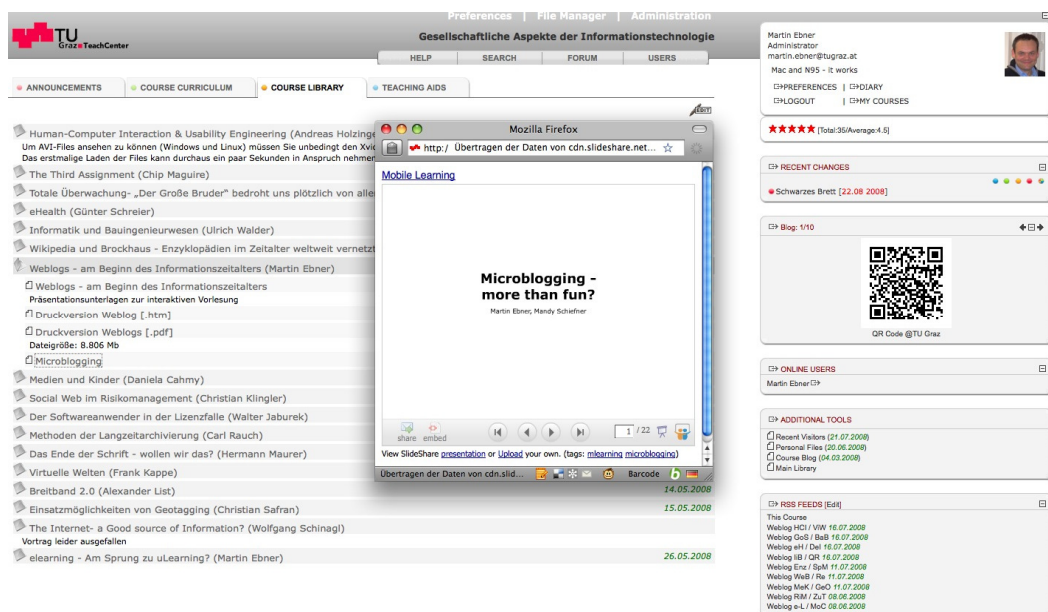 Preferences | File Manager | Administration
TU
Graz TeachCenter
Gesellschaftliche Aspekte der Informationstechnologie
HELP
SEARCH
FORUM
USERS
ANNOUNCEMENTS
COURSE CURRICULUM
COURSE LIBRARY
TEACHING AIDS
Human-Computer Interaction & Usability Engineering (Andreas Holzinge
Um AVI-Files ansehen zu können (Windows und Linux) müssen Sie unbedingt den Xvid
Das erstmalige Laden der Files kann durchaus ein paar Sekunden in Anspruch nehmen
The Third Assignment (Chip Maguire)
Totale Überwachung- „Der Große Bruder" bedroht uns plötzlich von alle
eHealth (Günter Schreier)
Informatik und Bauingenieurwesen (Ulrich Walder)
Wikipedia und Brockhaus - Enzyklopädien im Zeitalter weltweit vernetzt
Weblogs - am Beginn des Informationszeitalters (Martin Ebner)
Weblogs - am Beginn des Informationszeitalters
Präsentationsunterlagen zur interaktiven Vorlesung
Druckversion Weblog [.htm]
Druckversion Weblogs [.pdf]
Dateigröße: 8.806 Mb
Microblogging
Medien und Kinder (Daniela Cahmy)
Social Web im Risikomanagement (Christian Klingler)
Der Softwareanwender in der Lizenzfalle (Walter Jaburek)
Methoden der Langzeitarchivierung (Carl Rauch)
Das Ende der Schrift - wollen wir das? (Hermann Maurer)
Virtuelle Welten (Frank Kappe)
Breitband 2.0 (Alexander List)
14.05.2008
Einsatzmöglichkeiten von Geotagging (Christian Safran)
15.05.2008
The Internet- a Good source of Information? (Wolfgang Schinagl)
Vortrag leider ausgefallen
elearning - Am Sprung zu uLearning? (Martin Ebner)
26.05.2008
Mozilla Firefox
http:/ Übertragen der Daten von cdn.slideshare.net...
Mobile Learning
Microblogging -
more than fun?
Martin Ebner, Mandy Schiefner
share embed
1 / 22
View SlideShare presentation or Upload your own. (tags: mlearning microblogging)
Übertragen der Daten von cdn.slid...
Barcode
Martin Ebner
Administrator
martin.ebner@tugraz.at
Mac and N95 - it works
PREFERENCES | DIARY
LOGOUT | MY COURSES
[Total:35/Average:4.5]
RECENT CHANGES
Schwarzes Brett [22.08 2008]
Blog: 1/10
QR Code @TU Graz
ONLINE USERS
Martin Ebner
ADDITIONAL TOOLS
Recent Visitors (21.07.2008)
Personal Files (20.06.2008)
Course Blog (04.03.2008)
Main Library
RSS FEEDS [Edit]
This Course
Weblog HCI / ViW 16.07.2008
Weblog GoS / BaB 16.07.2008
Weblog eH / Del 16.07.2008
Weblog IiB / QR 16.07.2008
Weblog Enz / SpM 11.07.2008
Weblog WeB / Re 11.07.2008
Weblog MeK / GeO 11.07.2008
Weblog RiM / ZuT 08.06.2008
Weblog e-L / MoC 08.06.2008